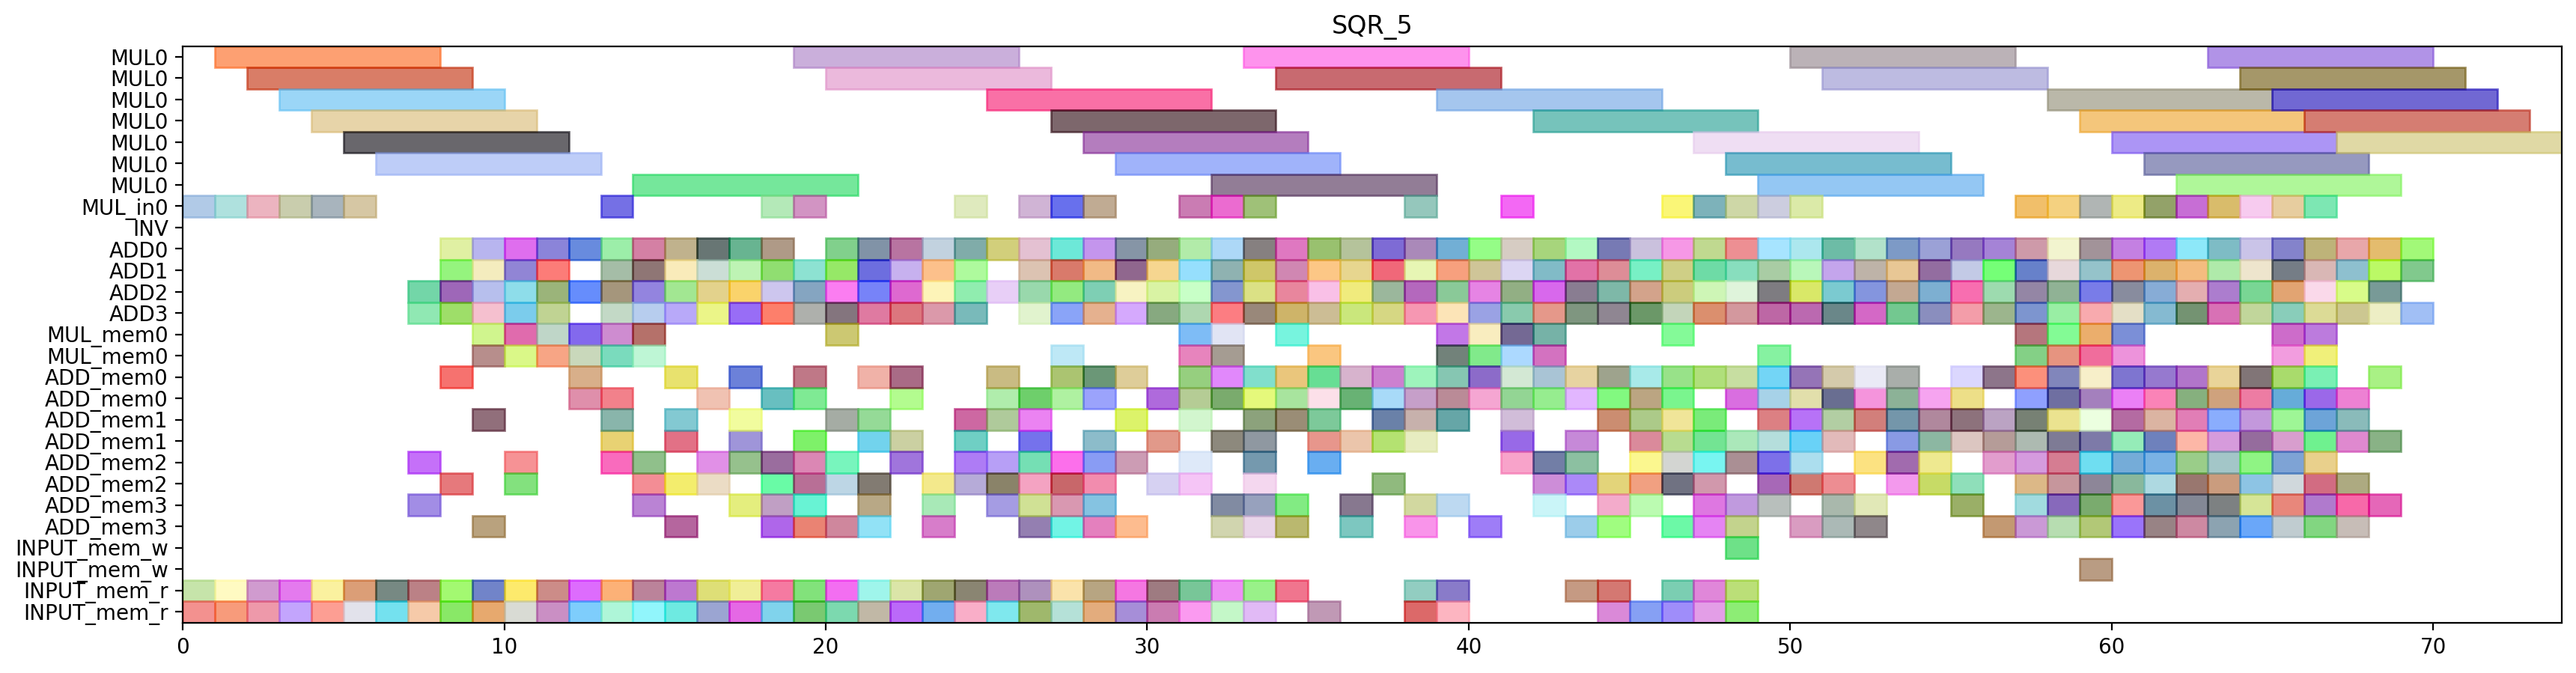 SQR_5
MUL0
MUL0
MUL0
MUL0
MUL0
MUL0
MUL0
MUL_in0
INV
ADD0
ADD1
ADD2
ADD3
MUL_mem0
MUL_mem0
ADD_mem0
ADD_mem0
ADD_mem1
ADD_mem1
ADD_mem2
ADD_mem2
ADD_mem3
ADD_mem3
INPUT_mem_w
INPUT_mem_w
INPUT_mem_r
INPUT_mem_r
0 10 20 30 40 50 60 70